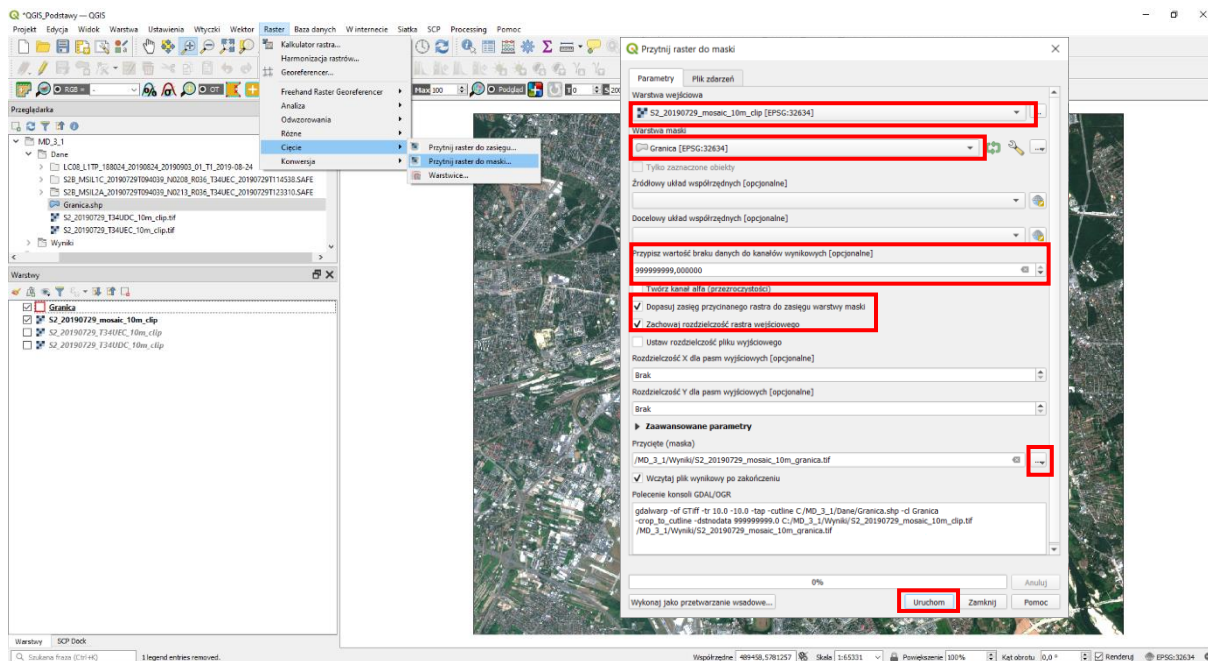 *QGIS_Podstawy — QGIS
Projekt Edycja Widok Warstwa Ustawienia Wtyczki Wektor Raster Baza danych W internecie Siatka SCP Processing Pomoc
Kalkulator rastra...
Harmonizacja rastrów...
Georeferencer...
Freehand Raster Georeferencer
Analiza
Odwzorowania
Różne
Cięcie
Konwersja
Przytnij raster do zasięgu...
Przytnij raster do maski...
Warstwice...
RGB = -
OT
Max 300
Podgląd
T 0
S 200
Przeglądarka
MD_3_1
Dane
LC08_L1TP_188024_20190824_20190903_01_T1_2019-08-24
S2B_MSIL1C_20190729T094039_N0208_R036_T34UEC_20190729T114538.SAFE
S2B_MSIL2A_20190729T094039_N0213_R036_T34UEC_20190729T123310.SAFE
Granica.shp
S2_20190729_T34UDC_10m_clip.tif
S2_20190729_T34UEC_10m_clip.tif
Wyniki
Warstwy
Granica
S2_20190729_mosaic_10m_clip
S2_20190729_T34UEC_10m_clip
S2_20190729_T34UDC_10m_clip
Przytnij raster do maski
Parametry Plik zdarzeń
Warstwa wejściowa
S2_20190729_mosaic_10m_clip [EPSG:32634]
Warstwa maski
Granica [EPSG:32634]
Tylko zaznaczone obiekty
Źródłowy układ współrzędnych [opcjonalne]
Docelowy układ współrzędnych [opcjonalne]
Przypisz wartość braku danych do kanałów wynikowych [opcjonalne]
999999999,000000
Twórz kanał alfa (przezroczystości)
Dopasuj zasięg przycinanego rastra do zasięgu warstwy maski
Zachowaj rozdzielczość rastra wejściowego
Ustaw rozdzielczość pliku wyjściowego
Rozdzielczość X dla pasm wyjściowych [opcjonalne]
Brak
Rozdzielczość Y dla pasm wyjściowych [opcjonalne]
Brak
Zaawansowane parametry
Przycięte (maska)
/MD_3_1/Wyniki/S2_20190729_mosaic_10m_granica.tif
Wczytaj plik wynikowy po zakończeniu
Polecenie konsoli GDAL/OGR
gdalwarp -of GTiff -tr 10.0 -10.0 -tap -cutline C:/MD_3_1/Dane/Granica.shp -cl Granica
-crop_to_cutline -dstnodata 999999999.0 C:/MD_3_1/Wyniki/S2_20190729_mosaic_10m_clip.tif
/MD_3_1/Wyniki/S2_20190729_mosaic_10m_granica.tif
0%
Anuluj
Wykonaj jako przetwarzanie wsadowe...
Uruchom
Zamknij
Pomoc
Warstwy SCP Dock
Szukana fraza (Ctrl+K)
1 legend entries removed.
Współrzędne 489458,5781257 Skala 1:65331 Powiększenie 100% Kąt obrotu 0,0 ° Renderuj EPSG:32634